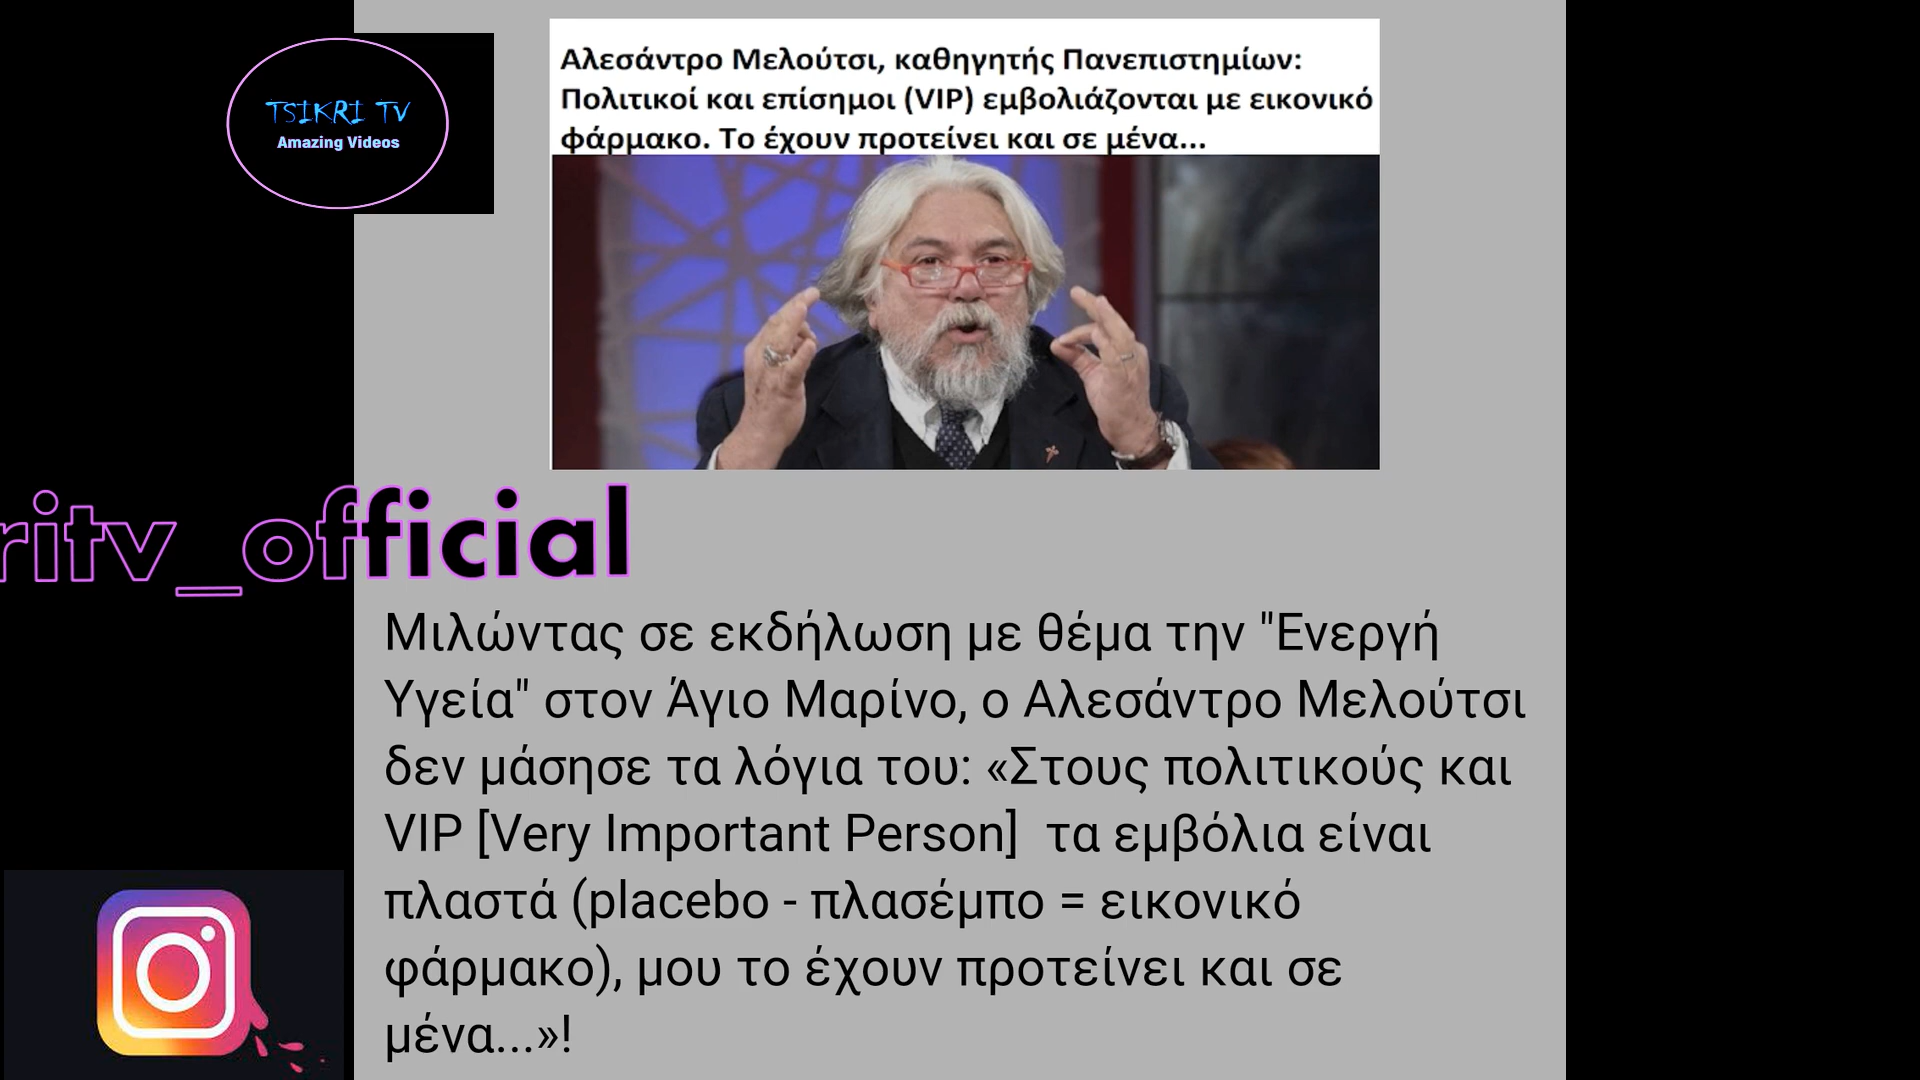 TSIKRI TV
Amazing Videos
Αλεσάντρο Μελούτσι, καθηγητής Πανεπιστημίων:
Πολιτικοί και επίσημοι (VIP) εμβολιάζονται με εικονικό
φάρμακο. Το έχουν προτείνει και σε μένα...
ritv_official
Μιλώντας σε εκδήλωση με θέμα την "Ενεργή
Υγεία" στον Άγιο Μαρίνο, ο Αλεσάντρο Μελούτσι
δεν μάσησε τα λόγια του: «Στους πολιτικούς και
VIP [Very Important Person]  τα εμβόλια είναι
πλαστά (placebo - πλασέμπο = εικονικό
φάρμακο), μου το έχουν προτείνει και σε
μένα...»!